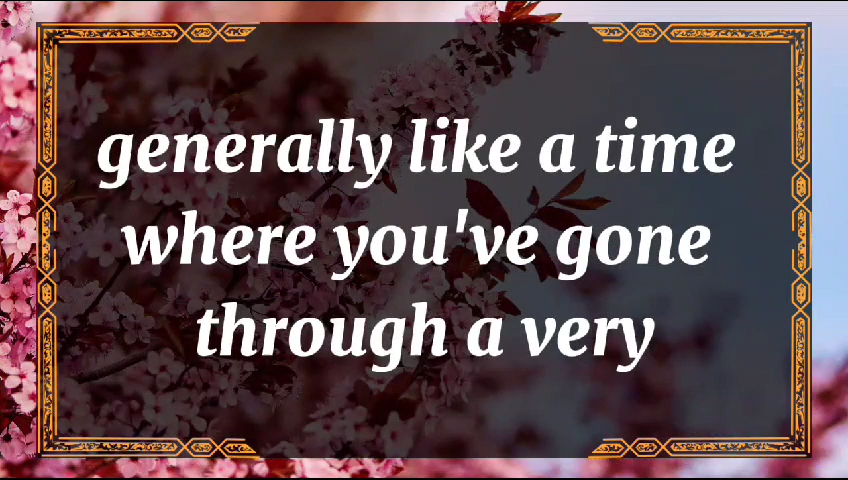 generally like a time
where you've gone
through a very